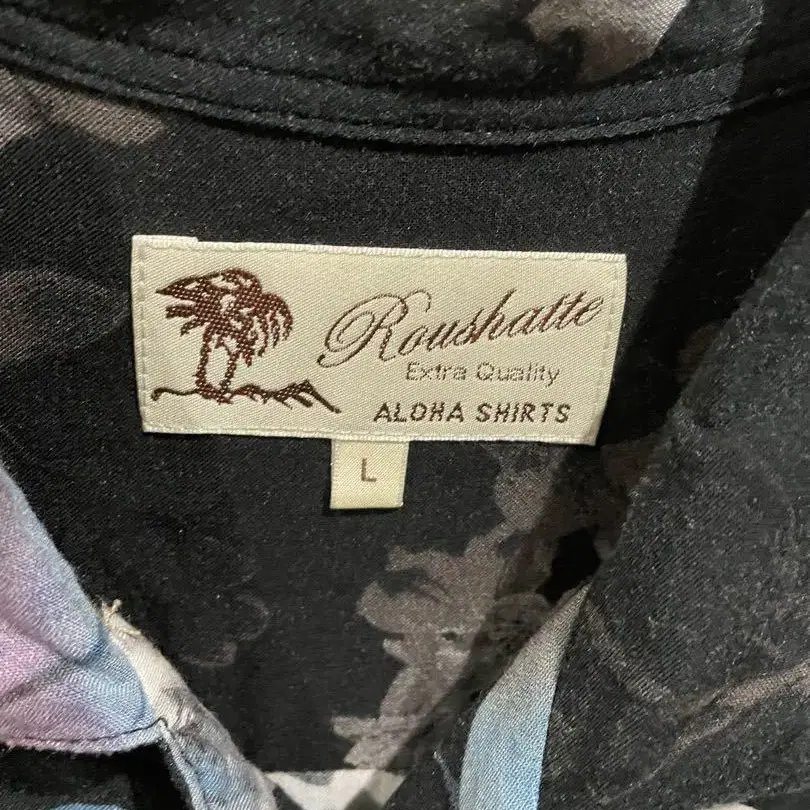 Roushatte
Extra Quality
ALOHA SHIRTS
L